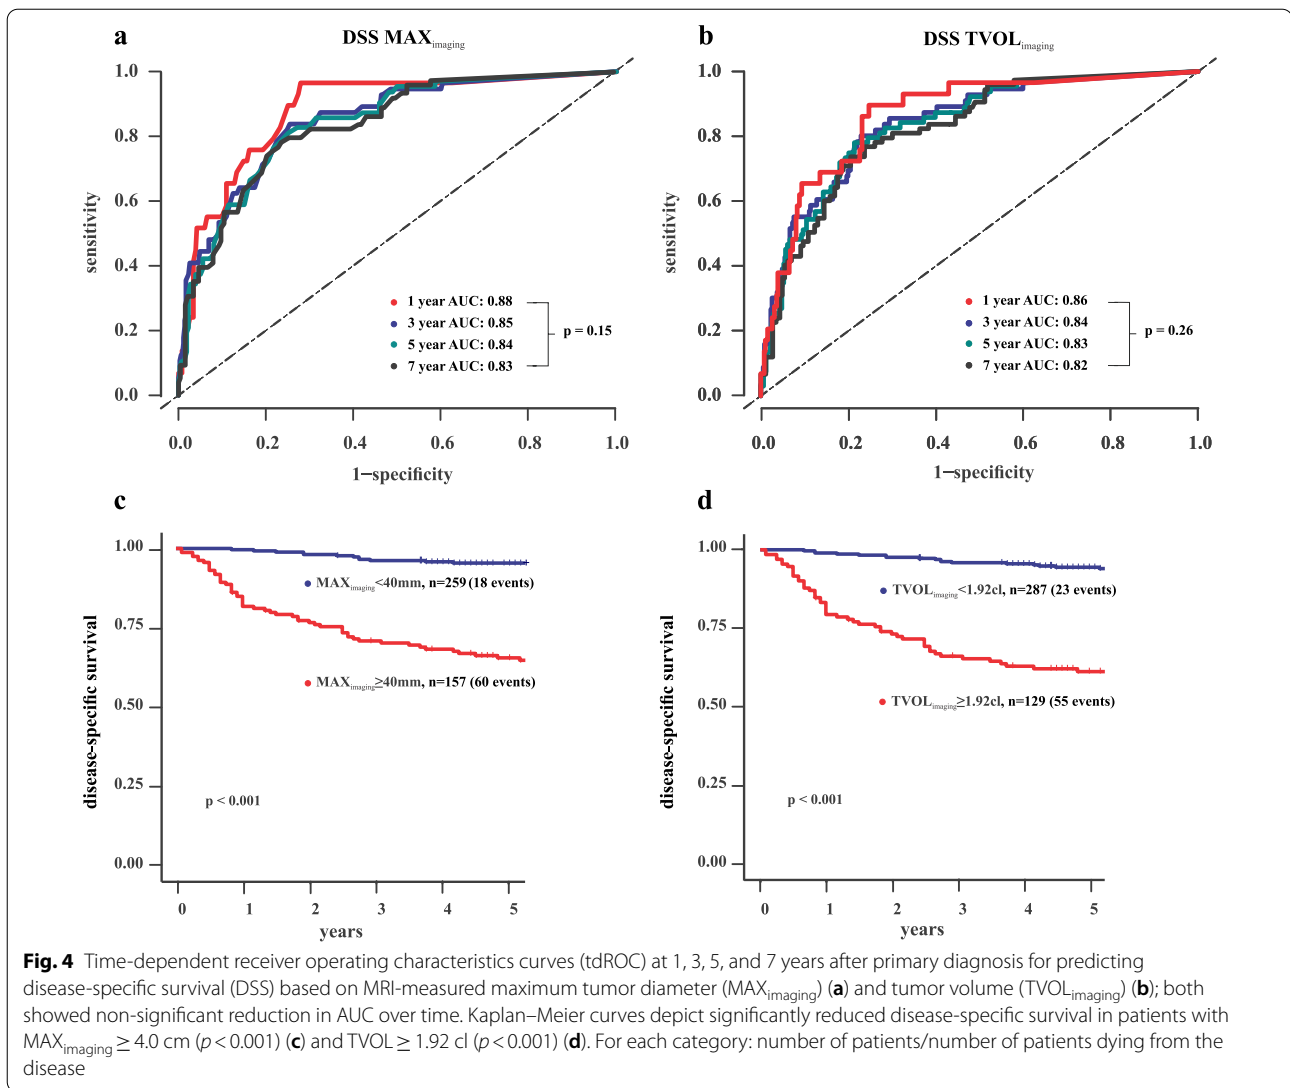 a
DSS MAXimaging
1.0
0.8
0.6
0.4
0.2
0.0
sensitivity
1 year AUC: 0.88
3 year AUC: 0.85
5 year AUC: 0.84
7 year AUC: 0.83
p = 0.15
0.0 0.2 0.4 0.6 0.8 1.0
1−specificity
b
DSS TVOLimaging
1.0
0.8
0.6
0.4
0.2
0.0
sensitivity
1 year AUC: 0.86
3 year AUC: 0.84
5 year AUC: 0.83
7 year AUC: 0.82
p = 0.26
0.0 0.2 0.4 0.6 0.8 1.0
1−specificity
c
1.00
0.75
0.50
0.25
0.00
disease-specific survival
MAXimaging<40mm, n=259 (18 events)
MAXimaging≥40mm, n=157 (60 events)
p < 0.001
0 1 2 3 4 5
years
d
1.00
0.75
0.50
0.25
0.00
disease-specific survival
TVOLimaging<1.92cl, n=287 (23 events)
TVOLimaging≥1.92cl, n=129 (55 events)
p < 0.001
0 1 2 3 4 5
years
Fig. 4 Time-dependent receiver operating characteristics curves (tdROC) at 1, 3, 5, and 7 years after primary diagnosis for predicting
disease-specific survival (DSS) based on MRI-measured maximum tumor diameter (MAXimaging) (a) and tumor volume (TVOLimaging) (b); both
showed non-significant reduction in AUC over time. Kaplan–Meier curves depict significantly reduced disease-specific survival in patients with
MAXimaging ≥ 4.0 cm (p < 0.001) (c) and TVOL ≥ 1.92 cl (p < 0.001) (d). For each category: number of patients/number of patients dying from the
disease